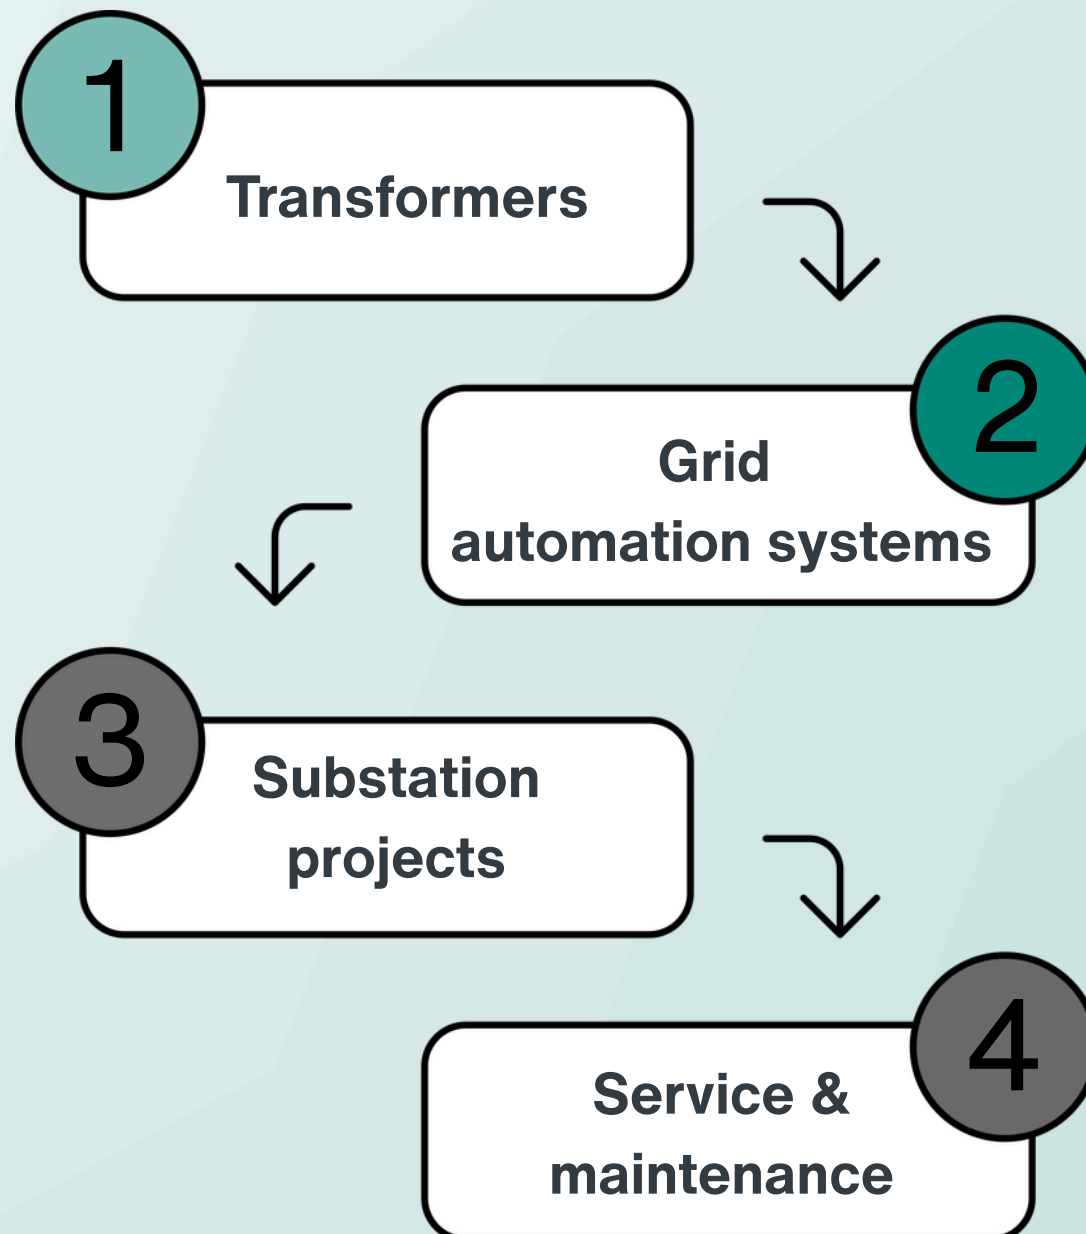 1
Transformers
2
Grid
automation systems
3
Substation
projects
4
Service &
maintenance